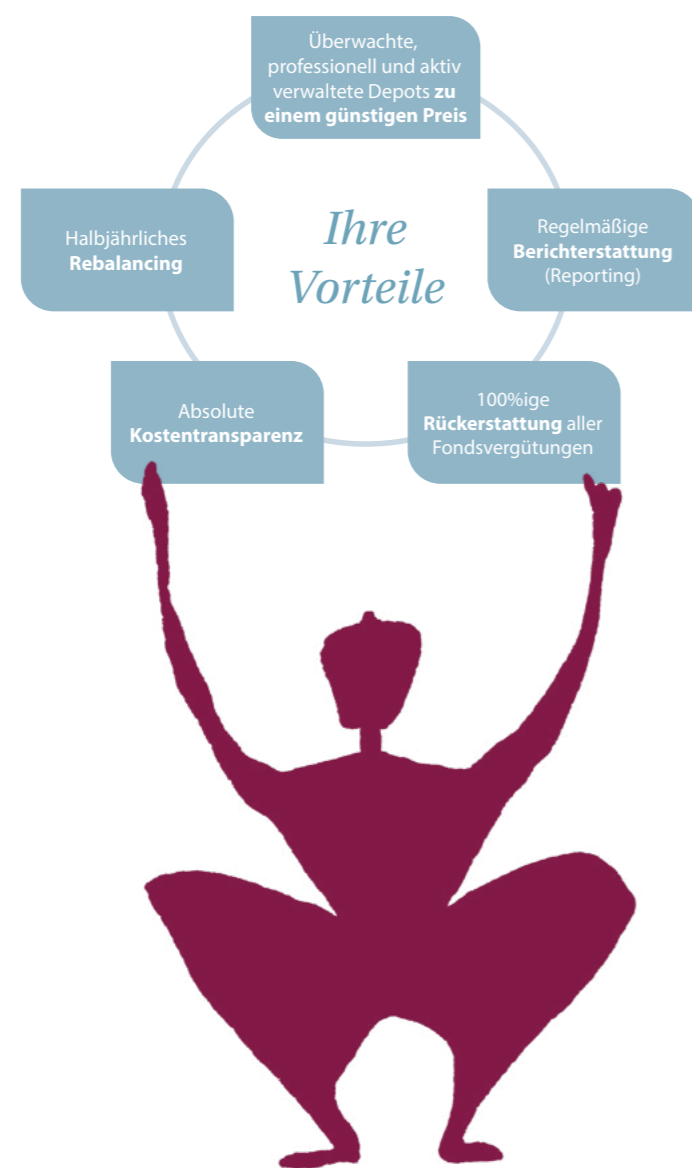 Überwachte,
professionell und aktiv
verwaltete Depots zu
einem günstigen Preis
Halbjährliches
Rebalancing
Ihre
Vorteile
Regelmäßige
Berichterstattung
(Reporting)
Absolute
Kostentransparenz
100%ige
Rückerstattung aller
Fondsvergütungen